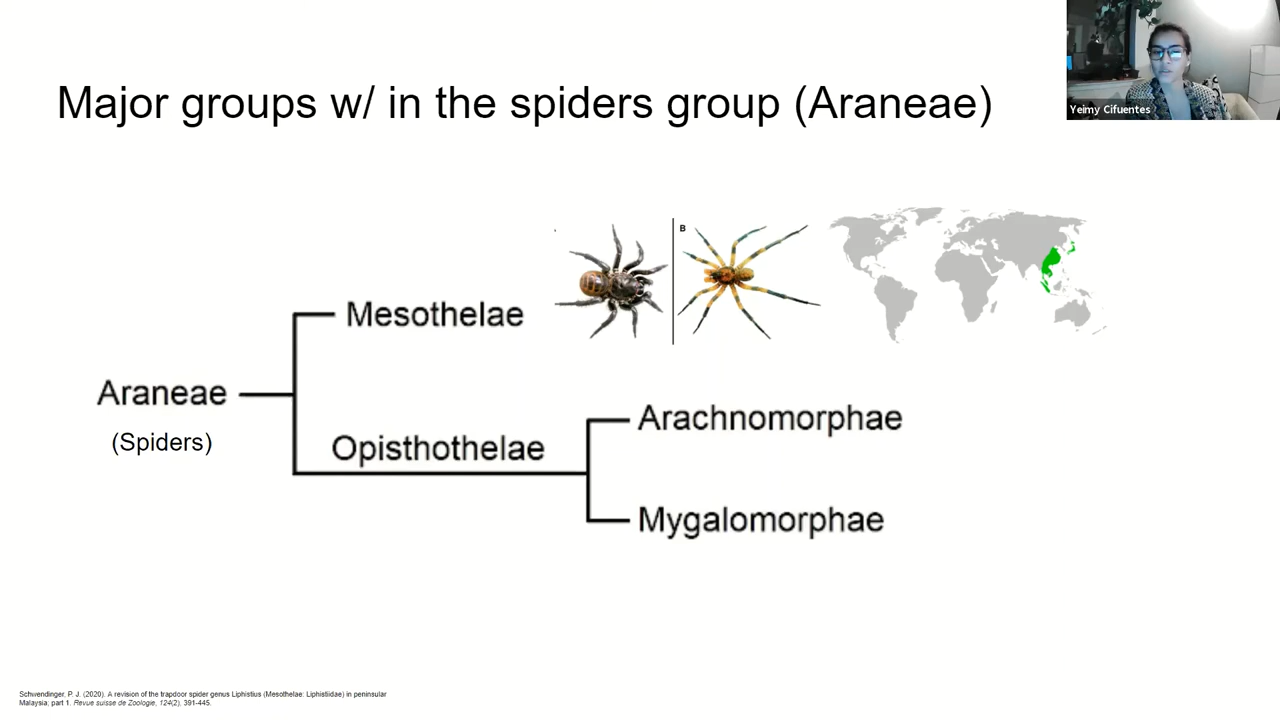 Yeimy Cifuentes
Major groups w/ in the spiders group (Araneae)
B
Mesothelae
Araneae
(Spiders)
Opisthothelae
Arachnomorphae
Mygalomorphae
Schwendinger, P. J. (2020). A revision of the trapdoor spider genus Liphistius (Mesothelae: Liphistiidae) in peninsular
Malaysia; part 1. Revue suisse de Zoologie, 124(2), 391-445.